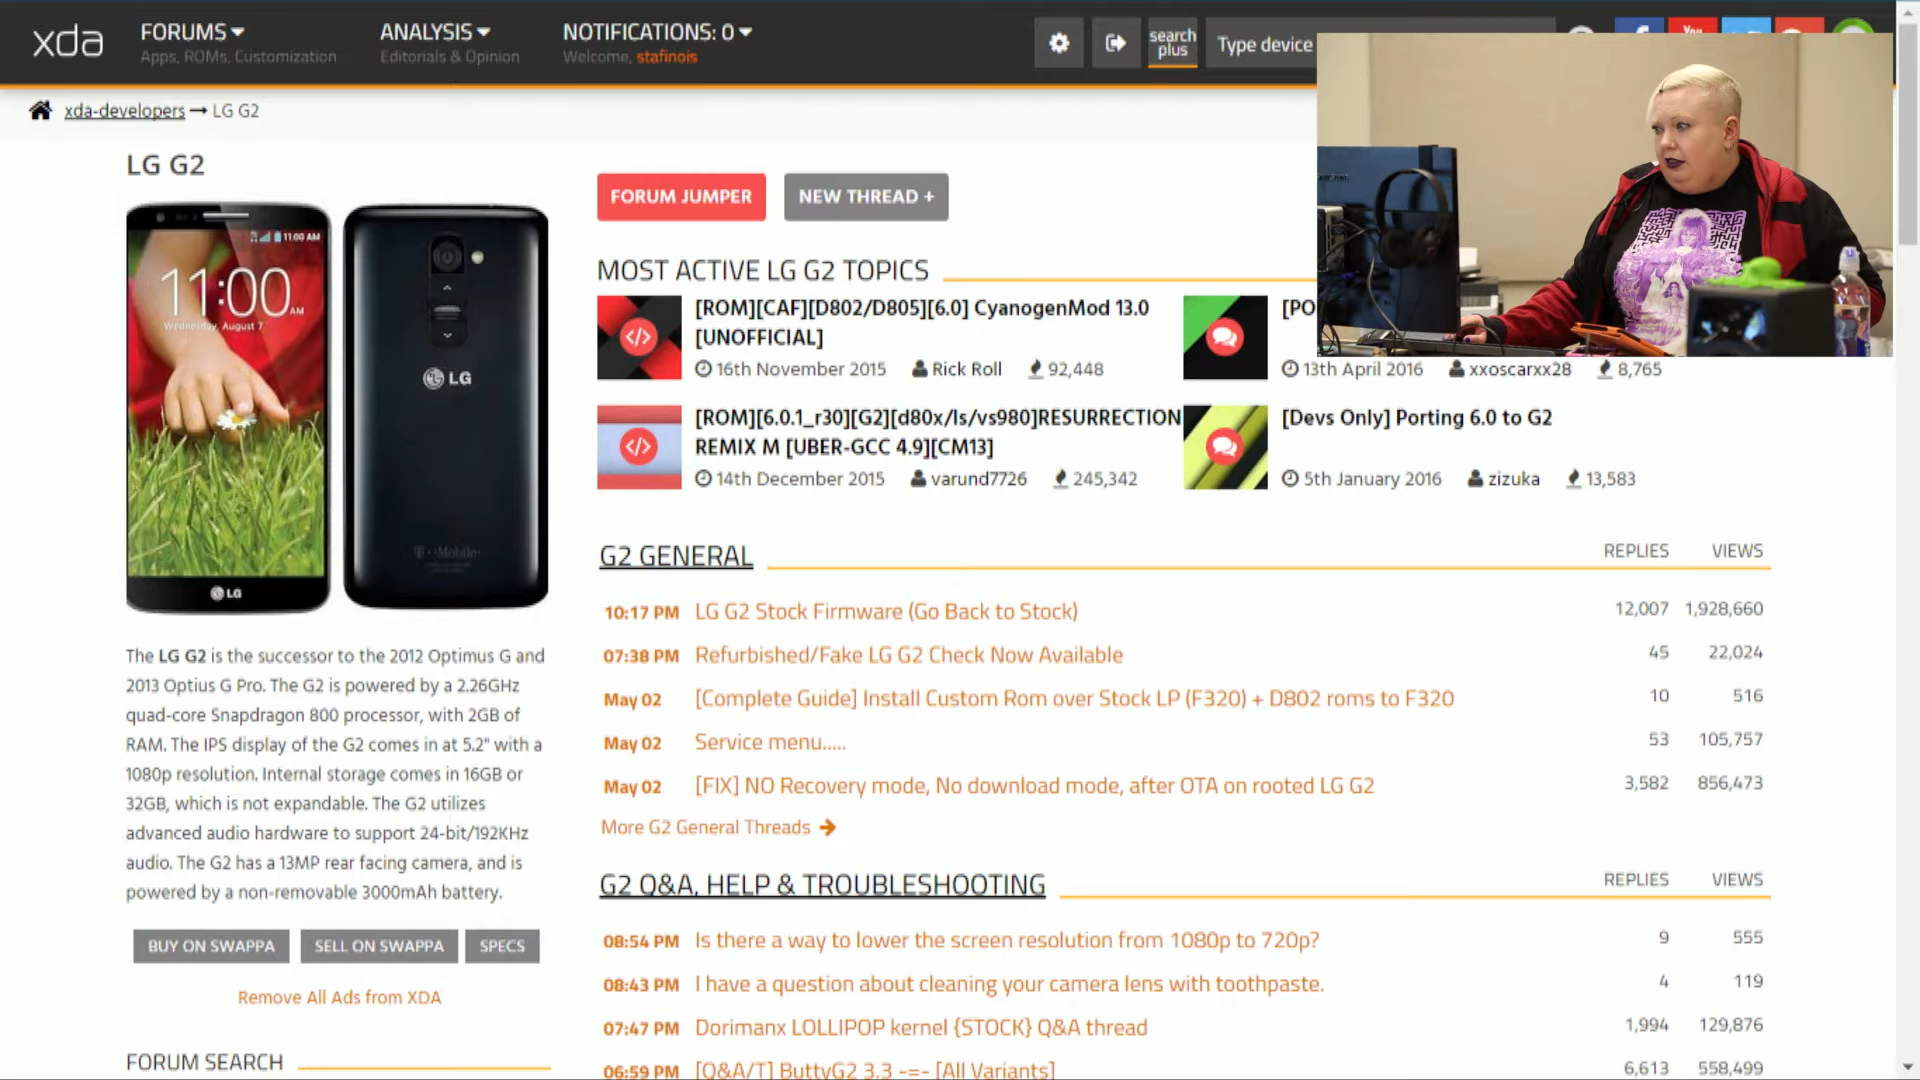 xda
FORUMS
Apps, ROMs, Customization
ANALYSIS
Editorials & Opinion
NOTIFICATIONS: 0
Welcome, stafinois
search
plus
Type device
xda-developers → LG G2
LG G2
11:00 AM
11:00 AM
Wednesday, August 7
LG
LG
T-Mobile
The LG G2 is the successor to the 2012 Optimus G and
2013 Optius G Pro. The G2 is powered by a 2.26GHz
quad-core Snapdragon 800 processor, with 2GB of
RAM. The IPS display of the G2 comes in at 5.2" with a
1080p resolution. Internal storage comes in 16GB or
32GB, which is not expandable. The G2 utilizes
advanced audio hardware to support 24-bit/192KHz
audio. The G2 has a 13MP rear facing camera, and is
powered by a non-removable 3000mAh battery.
BUY ON SWAPPA
SELL ON SWAPPA
SPECS
Remove All Ads from XDA
FORUM SEARCH
FORUM JUMPER
NEW THREAD +
MOST ACTIVE LG G2 TOPICS
[ROM][CAF][D802/D805][6.0] CyanogenMod 13.0
[UNOFFICIAL]
16th November 2015 Rick Roll 92,448
[PO
13th April 2016 xxoscarxx28 8,765
[ROM][6.0.1_r30][G2][d80x/ls/vs980]RESURRECTION
REMIX M [UBER-GCC 4.9][CM13]
14th December 2015 varund7726 245,342
[Devs Only] Porting 6.0 to G2
5th January 2016 zizuka 13,583
G2 GENERAL REPLIES VIEWS
10:17 PM LG G2 Stock Firmware (Go Back to Stock) 12,007 1,928,660
07:38 PM Refurbished/Fake LG G2 Check Now Available 45 22,024
May 02 [Complete Guide] Install Custom Rom over Stock LP (F320) + D802 roms to F320 10 516
May 02 Service menu..... 53 105,757
May 02 [FIX] NO Recovery mode, No download mode, after OTA on rooted LG G2 3,582 856,473
More G2 General Threads
G2 Q&A, HELP & TROUBLESHOOTING REPLIES VIEWS
08:54 PM Is there a way to lower the screen resolution from 1080p to 720p? 9 555
08:43 PM I have a question about cleaning your camera lens with toothpaste. 4 119
07:47 PM Dorimanx LOLLIPOP kernel {STOCK} Q&A thread 1,994 129,876
06:59 PM [Q&A/T] ButtyG2 3.3 -=- [All Variants] 6,613 558,499